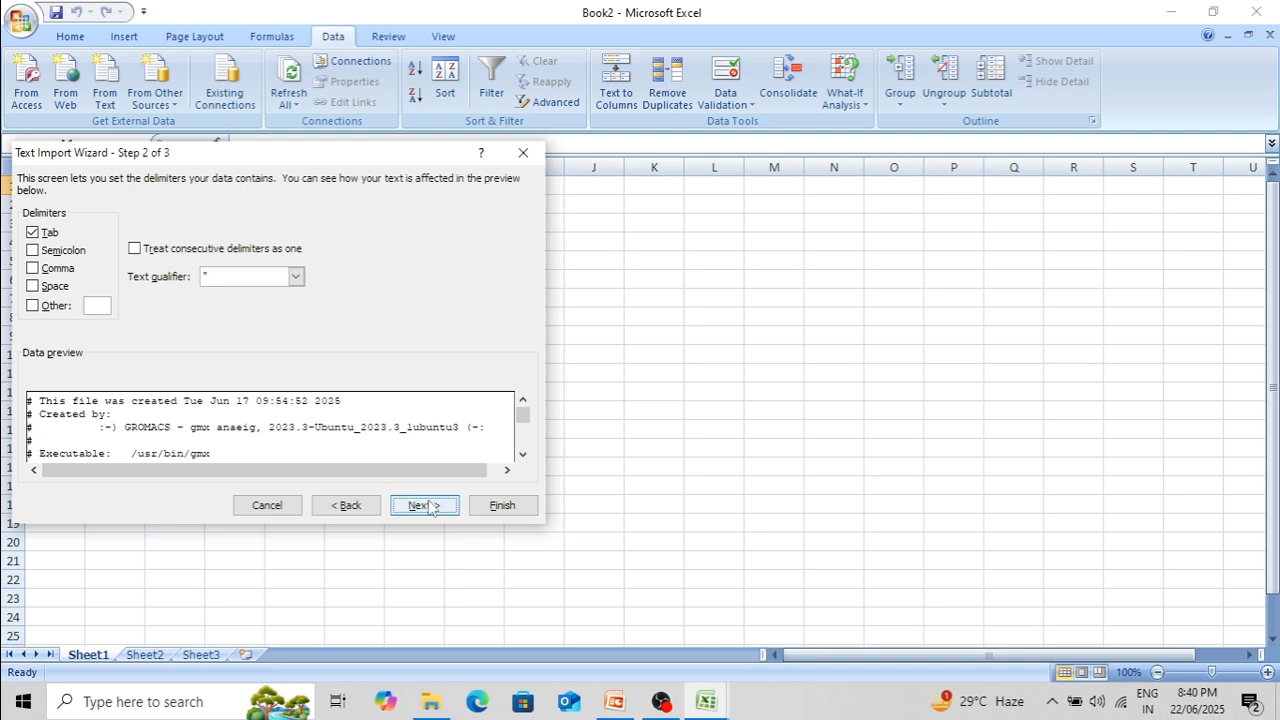 Book2 - Microsoft Excel
Home Insert Page Layout Formulas Data Review View
From Access
From Web
From Text
From Other Sources
Existing Connections
Get External Data
Refresh All
Connections
Properties
Edit Links
Connections
Sort
Filter
Clear
Reapply
Advanced
Sort & Filter
Text to Columns
Remove Duplicates
Data Validation
Consolidate
What-If Analysis
Data Tools
Group
Ungroup
Subtotal
Show Detail
Hide Detail
Outline
Text Import Wizard - Step 2 of 3
This screen lets you set the delimiters your data contains. You can see how your text is affected in the preview
below.
Delimiters
Tab
Semicolon
Comma
Space
Other:
Treat consecutive delimiters as one
Text qualifier: "
Data preview
# This file was created Tue Jun 17 09:54:52 2025
# Created by:
# :-) GROMACS - gmx anaeig, 2023.3-Ubuntu_2023.3_1ubuntu3 (-:
#
# Executable: /usr/bin/gmx
Cancel < Back Next > Finish
J K L M N O P Q R S T U
19
20
21
22
23
24
25
Sheet1 Sheet2 Sheet3
Ready
100%
Type here to search
1
29°C Haze
ENG
IN
8:40 PM
22/06/2025
2